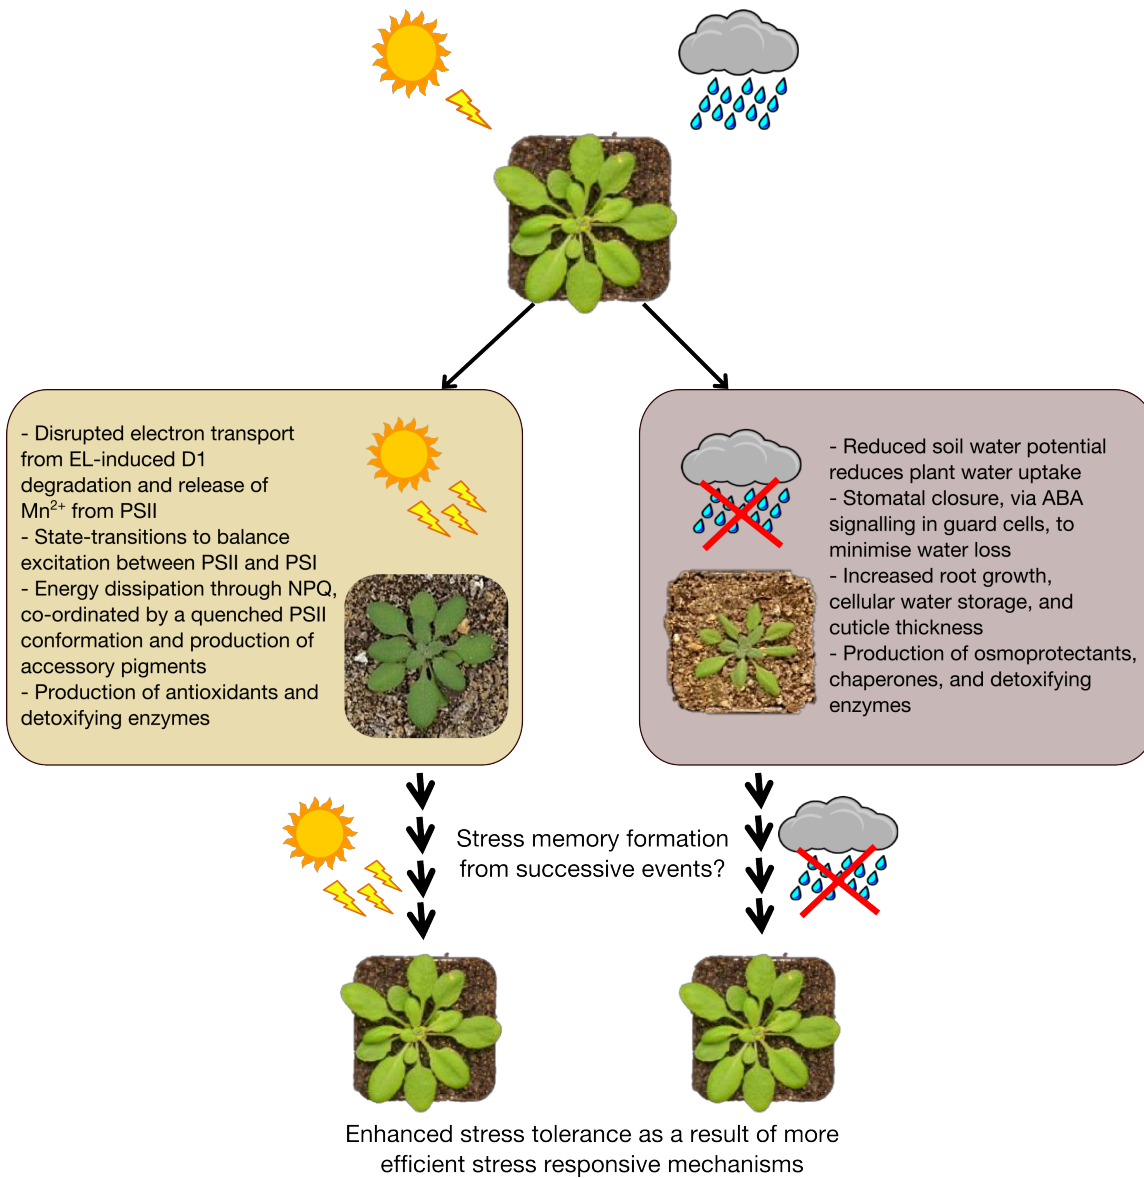 - Disrupted electron transport
from EL-induced D1
degradation and release of
Mn²⁺ from PSII
- State-transitions to balance
excitation between PSII and PSI
- Energy dissipation through NPQ,
co-ordinated by a quenched PSII
conformation and production of
accessory pigments
- Production of antioxidants and
detoxifying enzymes
- Reduced soil water potential
reduces plant water uptake
- Stomatal closure, via ABA
signalling in guard cells, to
minimise water loss
- Increased root growth,
cellular water storage, and
cuticle thickness
- Production of osmoprotectants,
chaperones, and detoxifying
enzymes
Stress memory formation
from successive events?
Enhanced stress tolerance as a result of more
efficient stress responsive mechanisms